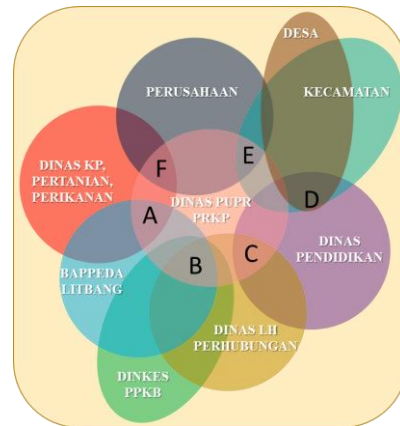 DESA
PERUSAHAAN
KECAMATAN
E
DINAS KP,
PERTANIAN,
PERIKANAN
F
D
A
DINAS PUPR
PRKP
C
DINAS
PENDIDIKAN
BAPPEDA
LITBANG
B
DINAS LH
PERHUBUNGAN
DINKES
PPKB